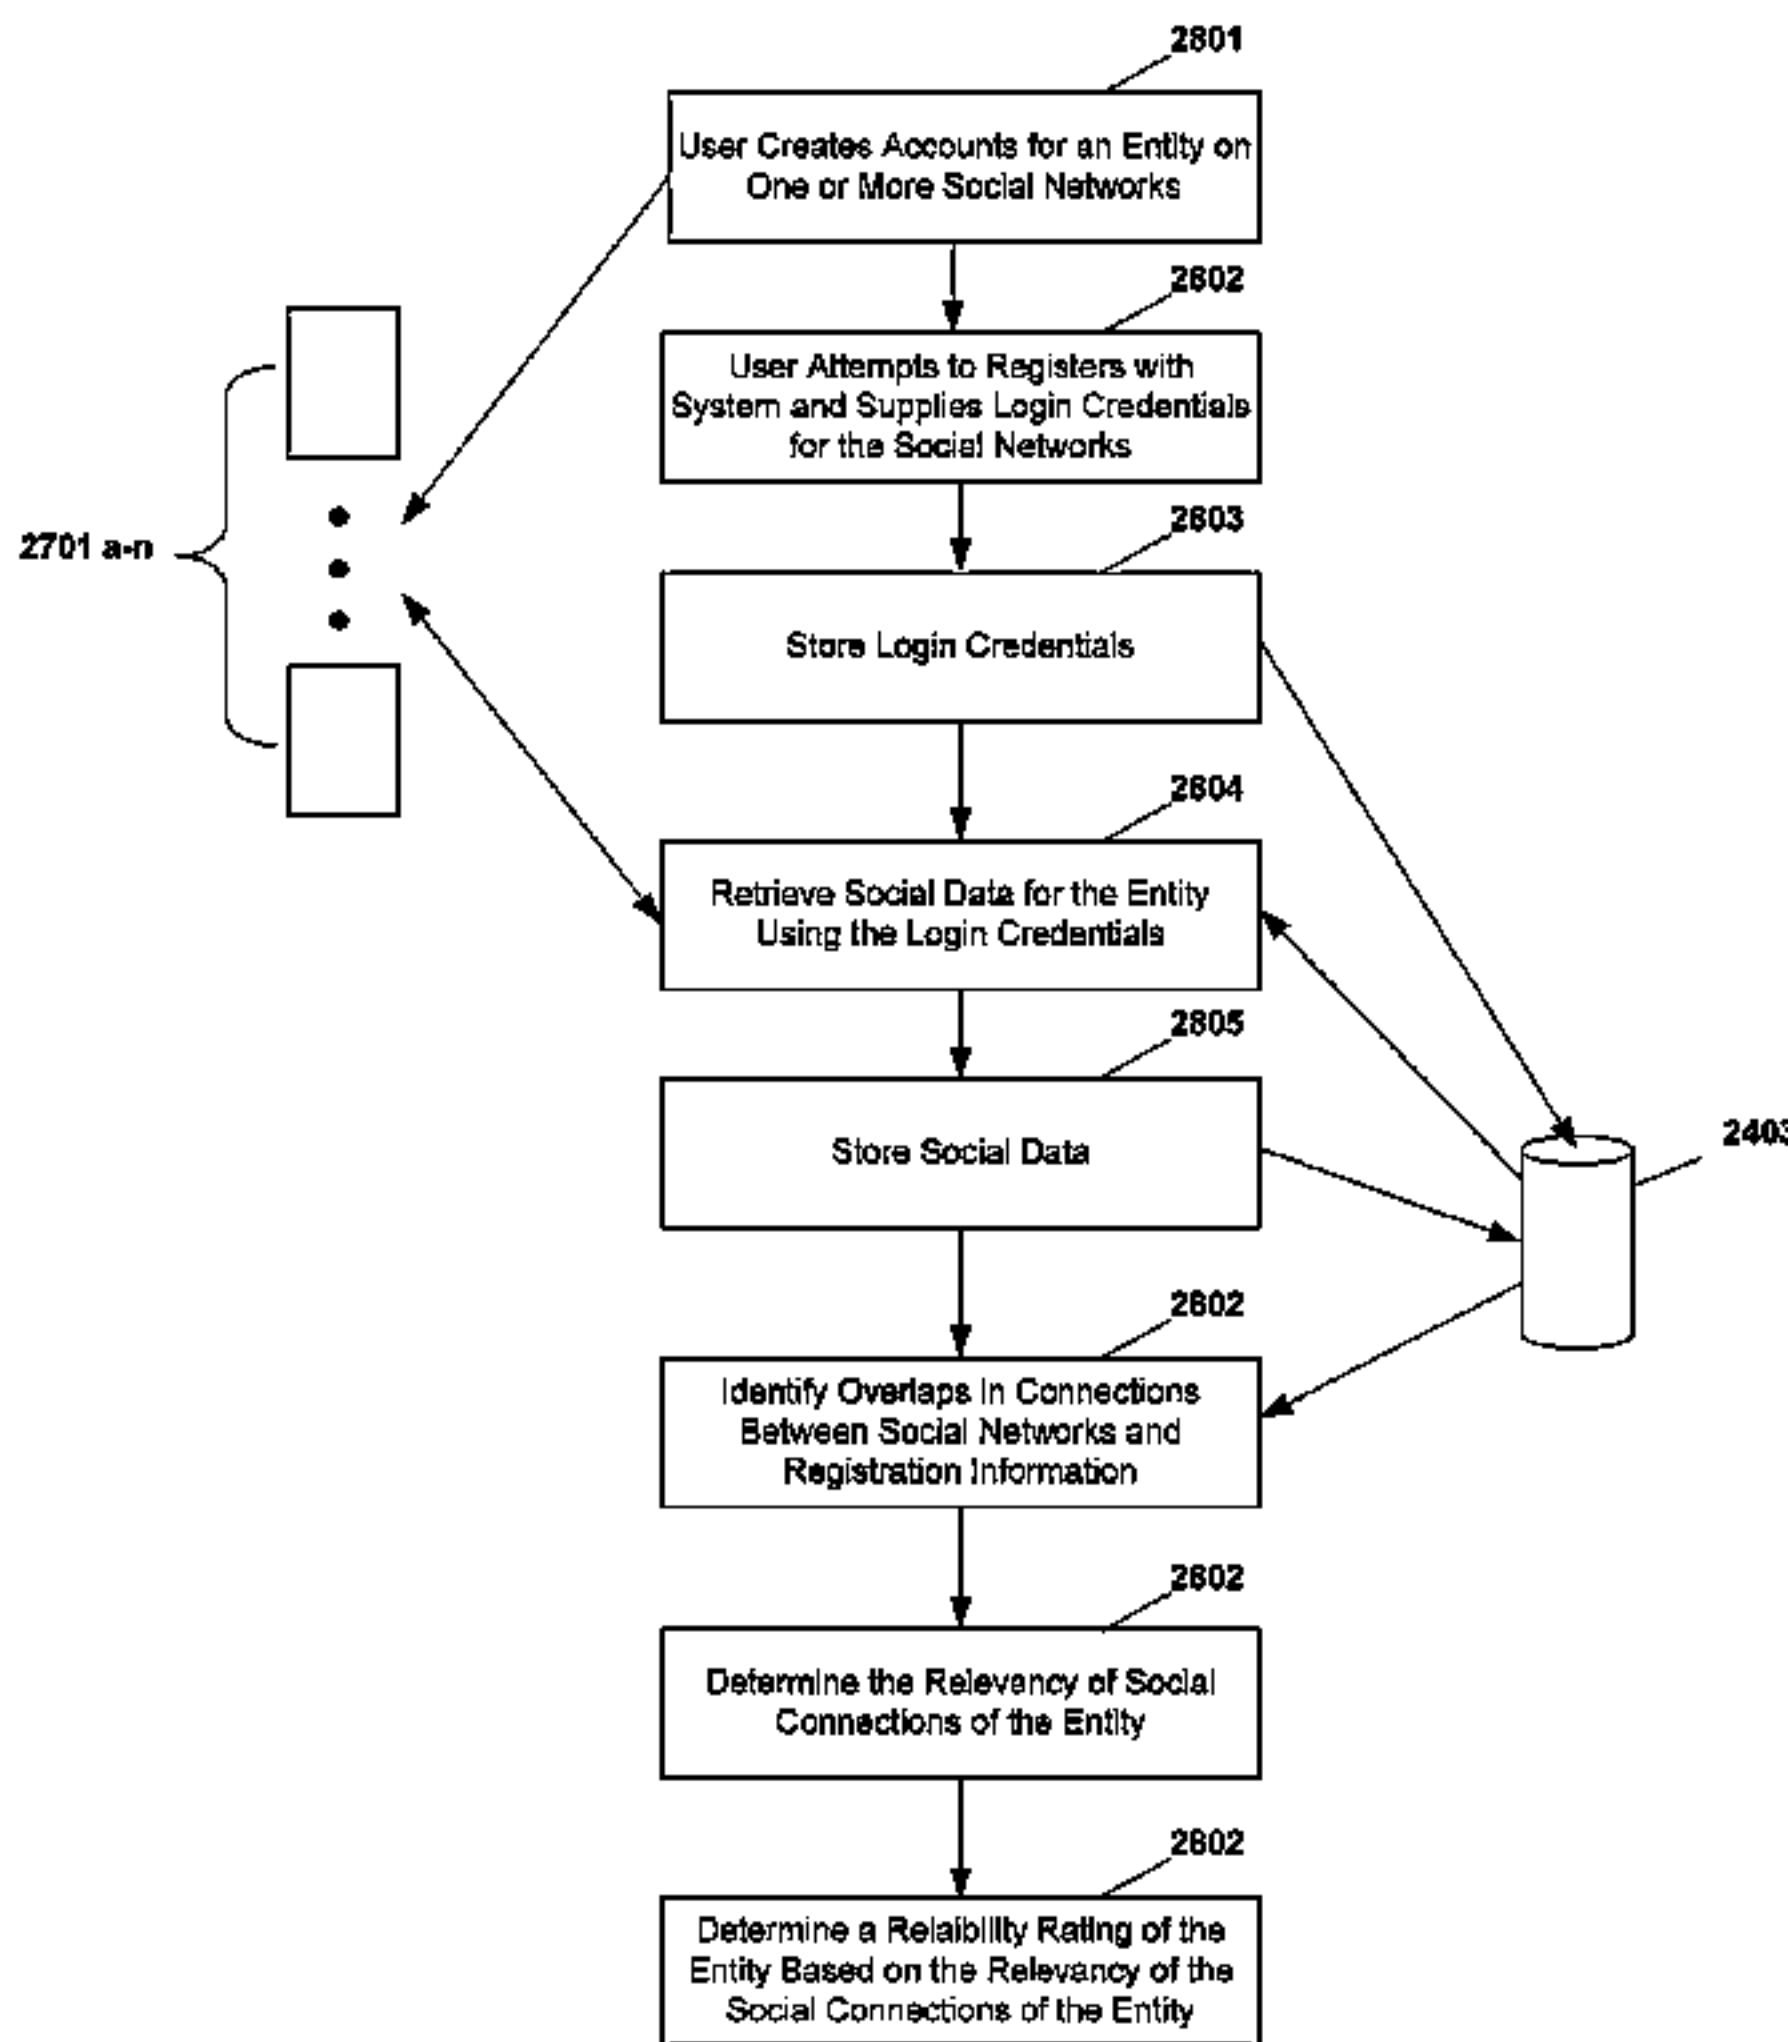 2801
User Creates Accounts for an Entity on
One or More Social Networks
2802
User Attempts to Registers with
System and Supplies Login Credentials
for the Social Networks
2803
2701 a-n
Store Login Credentials
2804
Retrieve Social Data for the Entity
Using the Login Credentials
2805
Store Social Data
2403
2802
Identify Overlaps in Connections
Between Social Networks and
Registration Information
2802
Determine the Relevancy of Social
Connections of the Entity
2802
Determine a Relaibility Rating of the
Entity Based on the Relevancy of the
Social Connections of the Entity